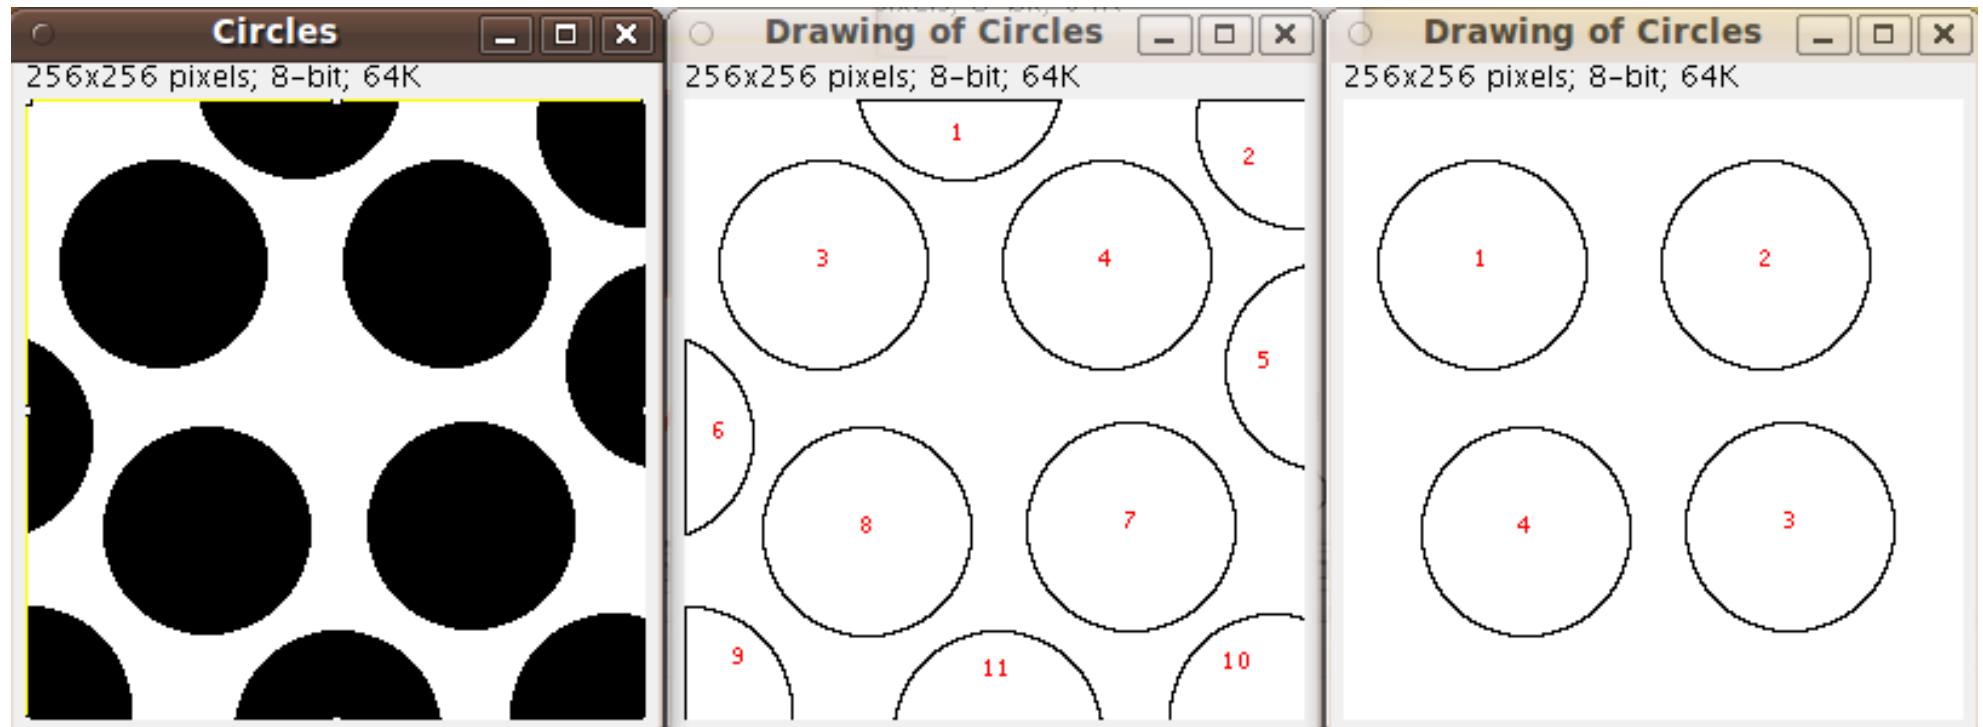 Circles
256x256 pixels; 8-bit; 64K
Drawing of Circles
256x256 pixels; 8-bit; 64K
1
2
3
4
5
6
8
7
9
11
10
Drawing of Circles
256x256 pixels; 8-bit; 64K
1
2
4
3